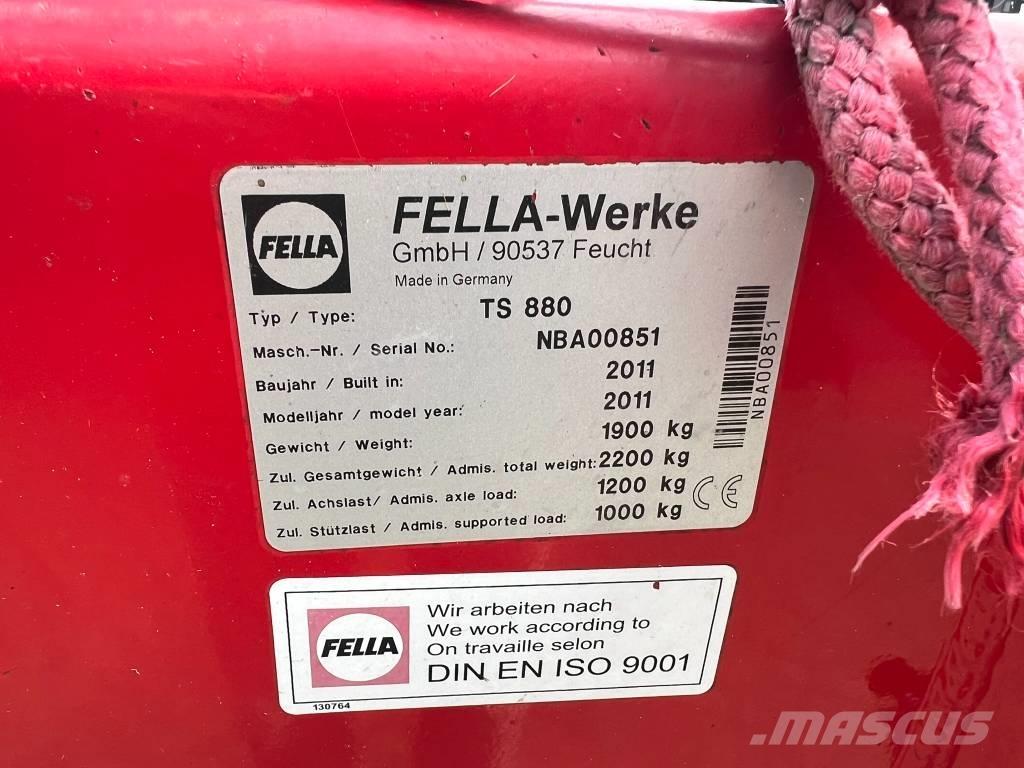 FELLA
FELLA-Werke
GmbH / 90537 Feucht
Made in Germany
Typ / Type: TS 880
Masch.-Nr. / Serial No.: NBA00851
Baujahr / Built in: 2011
Modelljahr / model year: 2011
Gewicht / Weight: 1900 kg
Zul. Gesamtgewicht / Admis. total weight: 2200 kg
Zul. Achslast/ Admis. axle load: 1200 kg
Zul. Stützlast / Admis. supported load: 1000 kg
CE
NBA00851
FELLA
Wir arbeiten nach
We work according to
On travaille selon
DIN EN ISO 9001
130764
MASCUS